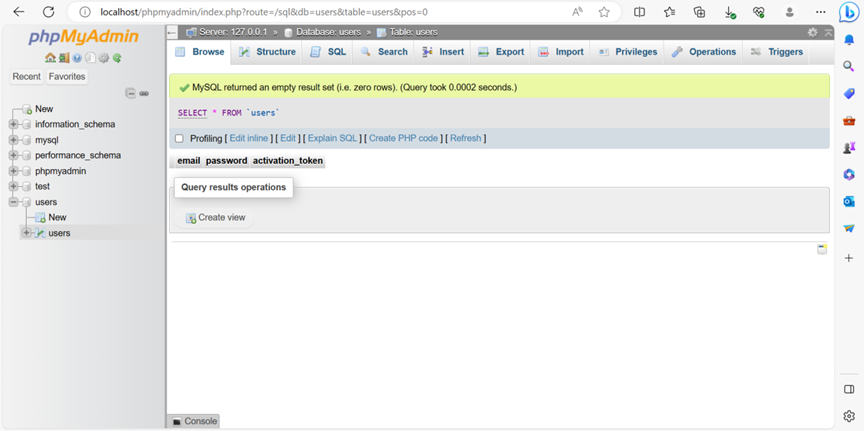 localhost/phpmyadmin/index.php?route=/sql&db=users&table=users&pos=0
phpMyAdmin
Recent Favorites
New
information_schema
mysql
performance_schema
phpmyadmin
test
users
New
users
Server: 127.0.0.1 » Database: users » Table: users
Browse Structure SQL Search Insert Export Import Privileges Operations Triggers
MySQL returned an empty result set (i.e. zero rows). (Query took 0.0002 seconds.)
SELECT * FROM `users`
Profiling [ Edit inline ] [ Edit ] [ Explain SQL ] [ Create PHP code ] [ Refresh ]
email password activation_token
Query results operations
Create view
Console